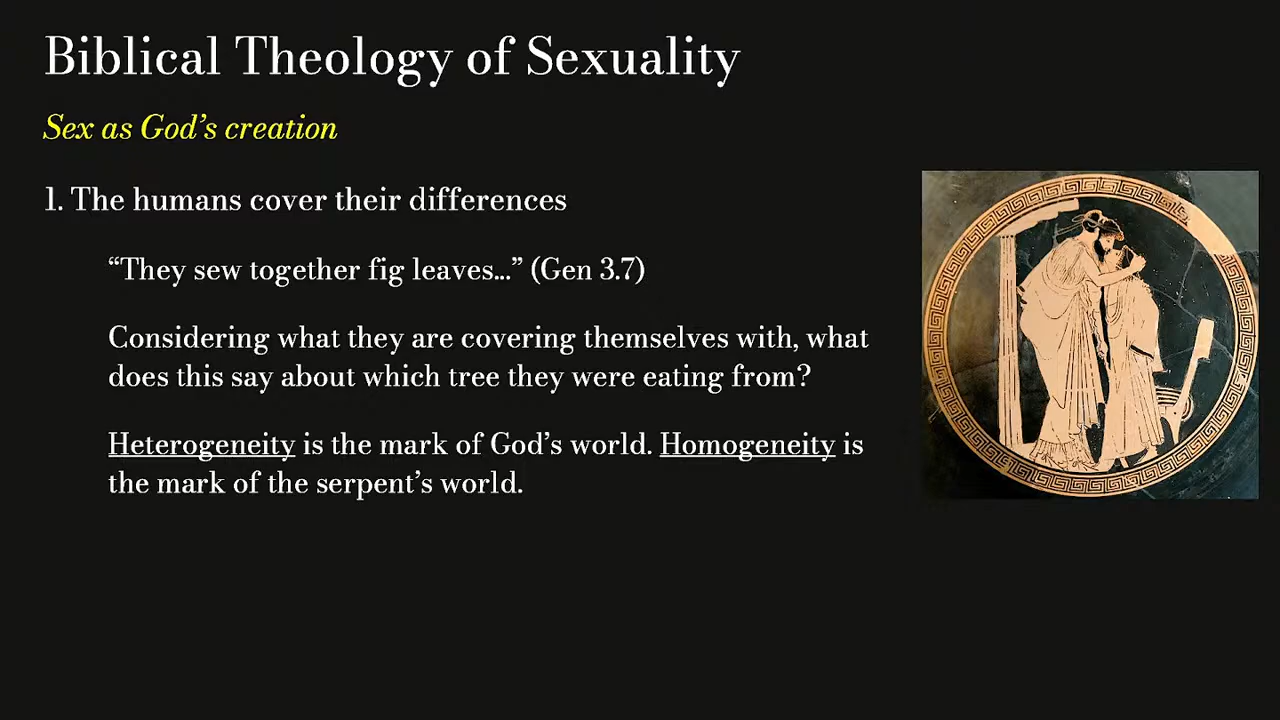 Biblical Theology of Sexuality
Sex as God’s creation
1. The humans cover their differences
“They sew together fig leaves...” (Gen 3.7)
Considering what they are covering themselves with, what
does this say about which tree they were eating from?
Heterogeneity is the mark of God’s world. Homogeneity is
the mark of the serpent’s world.